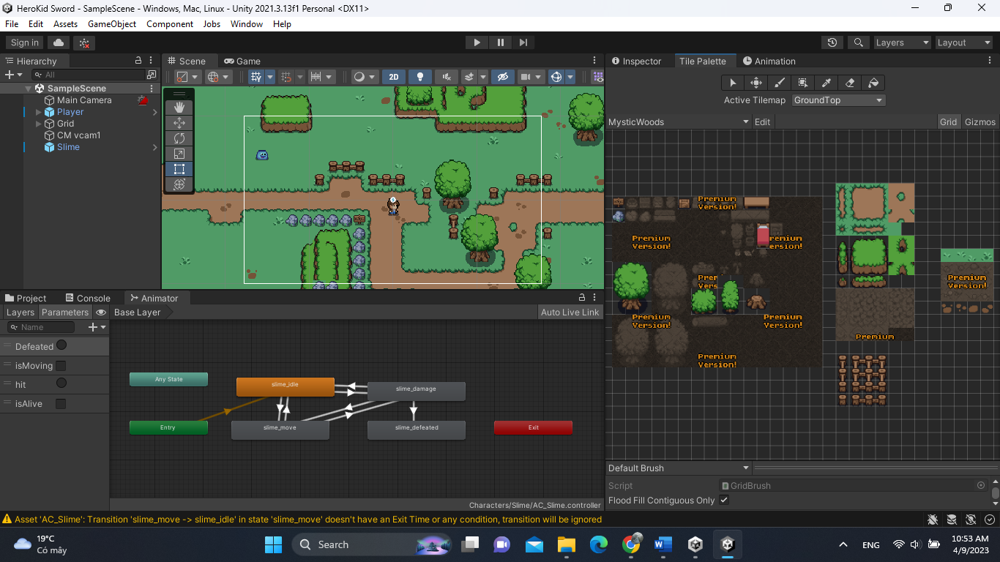 HeroKid Sword - SampleScene - Windows, Mac, Linux - Unity 2021.3.13f1 Personal <DX11>
File Edit Assets GameObject Component Jobs Window Help
Sign in
Layers
Layout
Hierarchy
All
SampleScene
Main Camera
Player
Grid
CM vcam1
Slime
Scene Game
2D
Inspector Tile Palette Animation
Active Tilemap GroundTop
MysticWoods Edit Grid Gizmos
Premium
Version!
Premium
Version!
Premium
Version!
Premium
Version!
Premium
Version!
Premium
Version!
Premium
Premium
Version!
Project Console Animator
Layers Parameters Base Layer Auto Live Link
Name
Defeated
isMoving
hit
isAlive
Any State
slime_idle
slime_damage
Entry
slime_move
slime_defeated
Exit
Characters/Slime/AC_Slime.controller
Default Brush
Script GridBrush
Flood Fill Contiguous Only
Asset 'AC_Slime': Transition 'slime_move -> slime_idle' in state 'slime_move' doesn't have an Exit Time or any condition, transition will be ignored
19°C
Có mây
Search
ENG
10:53 AM
4/9/2023